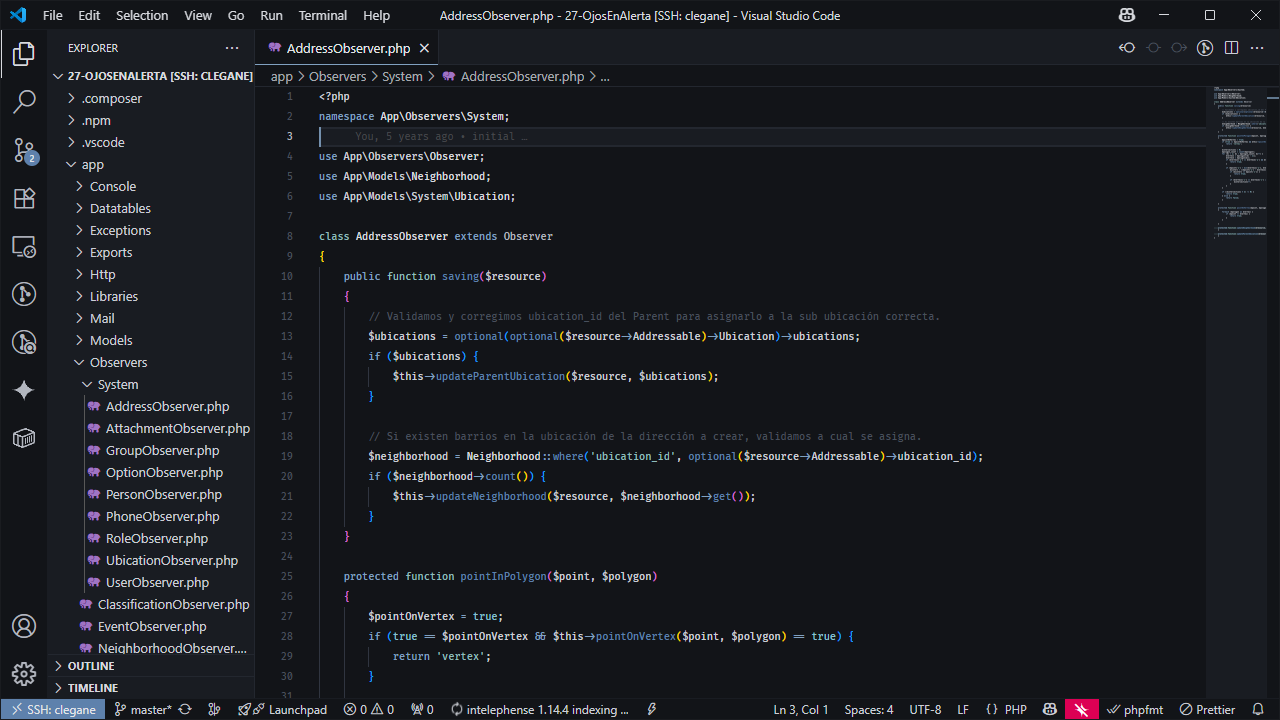 File Edit Selection View Go Run Terminal Help
AddressObserver.php - 27-OjosEnAlerta [SSH: clegane] - Visual Studio Code
EXPLORER
27-OJOSENALERTA [SSH: CLEGANE]
.composer
.npm
.vscode
app
Console
Datatables
Exceptions
Exports
Http
Libraries
Mail
Models
Observers
System
AddressObserver.php
AttachmentObserver.php
GroupObserver.php
OptionObserver.php
PersonObserver.php
PhoneObserver.php
RoleObserver.php
UbicationObserver.php
UserObserver.php
ClassificationObserver.php
EventObserver.php
NeighborhoodObserver....
OUTLINE
TIMELINE
2
AddressObserver.php
app > Observers > System > AddressObserver.php > ...
1 <?php
2 namespace App\Observers\System;
3 You, 5 years ago • initial …
4 use App\Observers\Observer;
5 use App\Models\Neighborhood;
6 use App\Models\System\Ubication;
7
8 class AddressObserver extends Observer
9 {
10 public function saving($resource)
11 {
12 // Validamos y corregimos ubication_id del Parent para asignarlo a la sub ubicación correcta.
13 $ubications = optional(optional($resource->Addressable)->Ubication)->ubications;
14 if ($ubications) {
15 $this->updateParentUbication($resource, $ubications);
16 }
17
18 // Si existen barrios en la ubicación de la dirección a crear, validamos a cual se asigna.
19 $neighborhood = Neighborhood::where('ubication_id', optional($resource->Addressable)->ubication_id);
20 if ($neighborhood->count()) {
21 $this->updateNeighborhood($resource, $neighborhood->get());
22 }
23 }
24
25 protected function pointInPolygon($point, $polygon)
26 {
27 $pointOnVertex = true;
28 if (true == $pointOnVertex && $this->pointOnVertex($point, $polygon) == true) {
29 return 'vertex';
30 }
31
SSH: clegane master* Launchpad 0 0 0 intelephense 1.14.4 indexing ... Ln 3, Col 1 Spaces: 4 UTF-8 LF {} PHP phpfmt Prettier